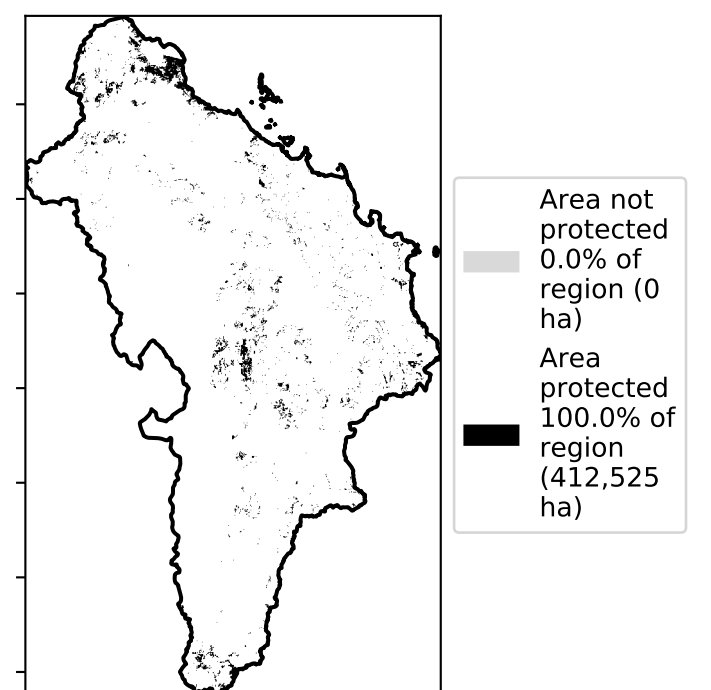 Area not
protected
0.0% of
region (0
ha)
Area
protected
100.0% of
region
(412,525
ha)